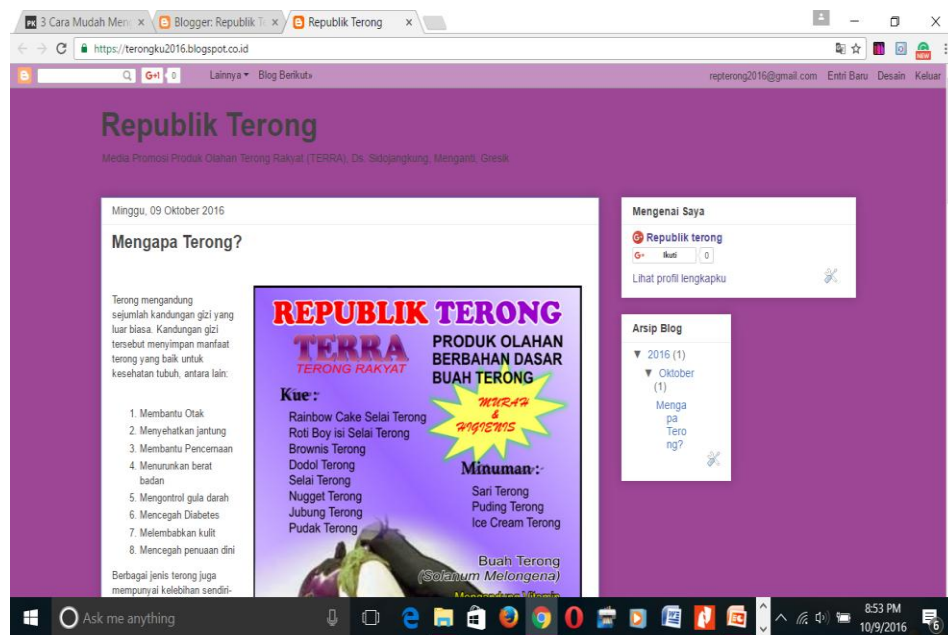 3 Cara Mudah Men
Blogger: Republik T
Republik Terong
https://terongku2016.blogspot.co.id
NEW
G+1 0
Lainnya
Blog Berikut»
repterong2016@gmail.com
Entri Baru
Desain
Keluar
Republik Terong
Media Promosi Produk Olahan Terong Rakyat (TERRA), Ds. Sidojangkung, Menganti, Gresik
Minggu, 09 Oktober 2016
Mengapa Terong?
Terong mengandung
sejumlah kandungan gizi yang
luar biasa. Kandungan gizi
tersebut menyimpan manfaat
terong yang baik untuk
kesehatan tubuh, antara lain:
1. Membantu Otak
2. Menyehatkan jantung
3. Membantu Pencernaan
4. Menurunkan berat
badan
5. Mengontrol gula darah
6. Mencegah Diabetes
7. Melembabkan kulit
8. Mencegah penuaan dini
Berbagai jenis terong juga
mempunyai kelebihan sendiri-
REPUBLIK TERONG
TERRA
TERONG RAKYAT
PRODUK OLAHAN
BERBAHAN DASAR
BUAH TERONG
MURAH
&
HIGIENIS
Kue :
Rainbow Cake Selai Terong
Roti Boy isi Selai Terong
Brownis Terong
Dodol Terong
Selai Terong
Nugget Terong
Jubung Terong
Pudak Terong
Minuman :
Sari Terong
Puding Terong
Ice Cream Terong
Buah Terong
(Solanum Melongena)
Mengandung Vitamin
Mengenai Saya
Republik terong
G+ Ikuti 0
Lihat profil lengkapku
Arsip Blog
▼ 2016 (1)
▼ Oktober
(1)
Menga
pa
Tero
ng?
Ask me anything
8:53 PM
10/9/2016
6